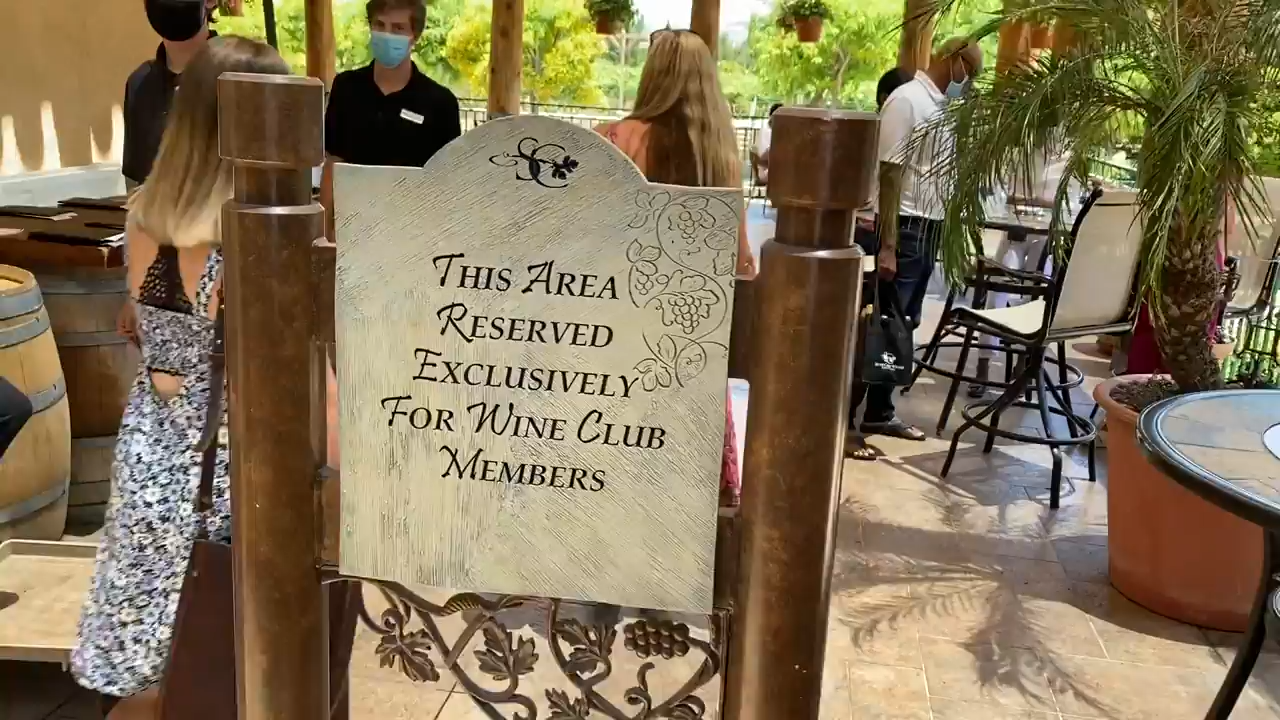 This Area
Reserved
Exclusively
For Wine Club
Members